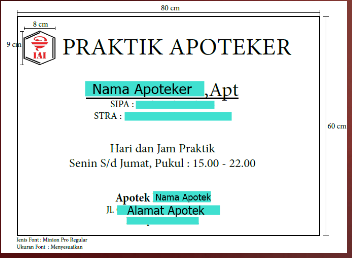 80 cm
8 cm
9 cm
IAI
PRAKTIK APOTEKER
Nama Apoteker ,Apt
SIPA :
STRA :
60 cm
Hari dan Jam Praktik
Senin S/d Jumat, Pukul : 15.00 - 22.00
Apotek Nama Apotek
Jl. Alamat Apotek
Jenis Font : Minion Pro Regular
Ukuran Font : Menyesuaikan